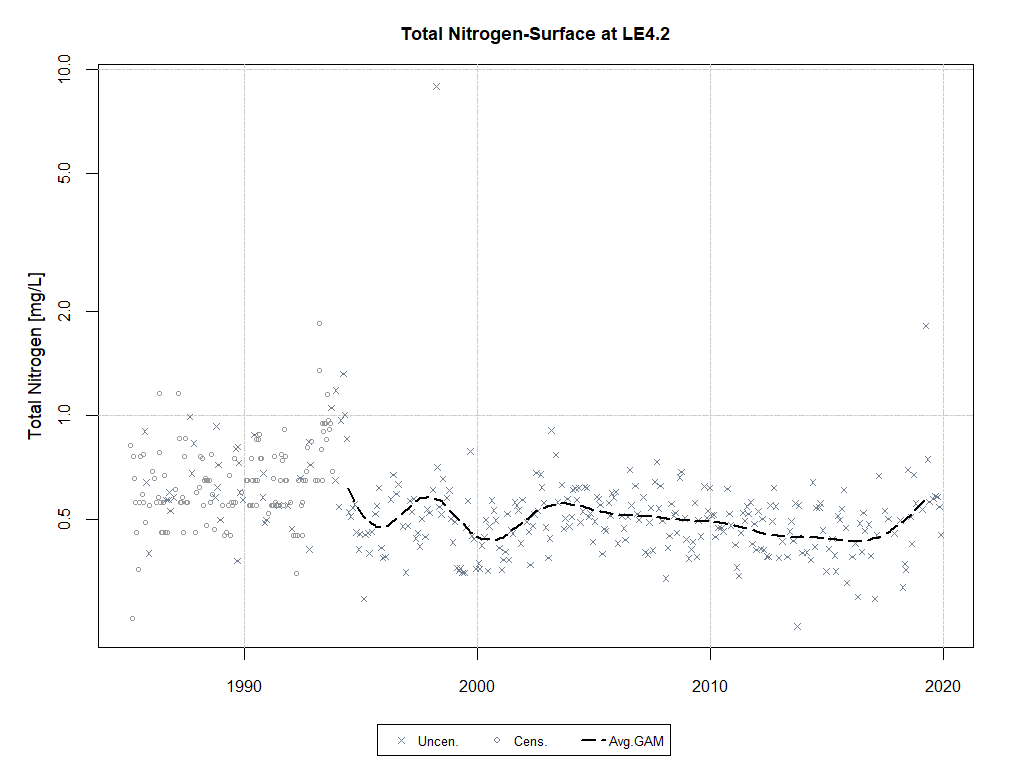 Total Nitrogen-Surface at LE4.2
Total Nitrogen [mg/L]
10.0
5.0
2.0
1.0
0.5
1990 2000 2010 2020
Uncen. Cens. Avg.GAM